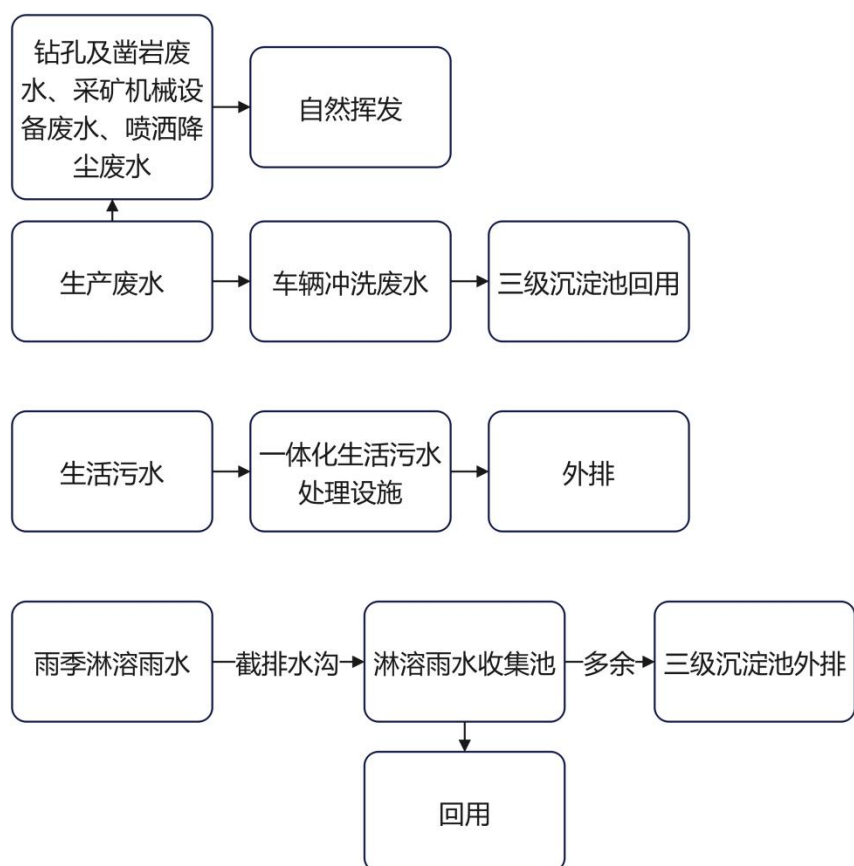 钻孔及凿岩废
水、采矿机械设
备废水、喷洒降
尘废水
自然挥发
生产废水
车辆冲洗废水
三级沉淀池回用
生活污水
一体化生活污水
处理设施
外排
雨季淋溶雨水
截排水沟
淋溶雨水收集池
多余
三级沉淀池外排
回用